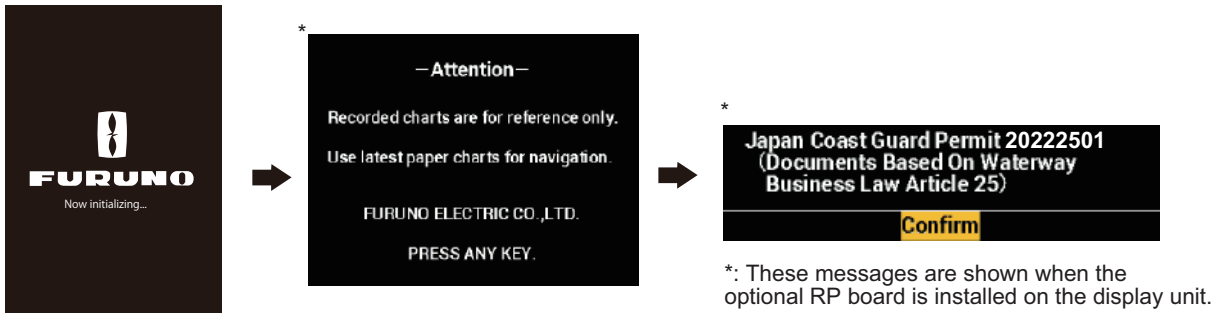 FURUNO
Now initializing...
*
－Attention－
Recorded charts are for reference only.
Use latest paper charts for navigation.
FURUNO ELECTRIC CO.,LTD.
PRESS ANY KEY.
*
Japan Coast Guard Permit 20222501
(Documents Based On Waterway
Business Law Article 25)
Confirm
*: These messages are shown when the
optional RP board is installed on the display unit.